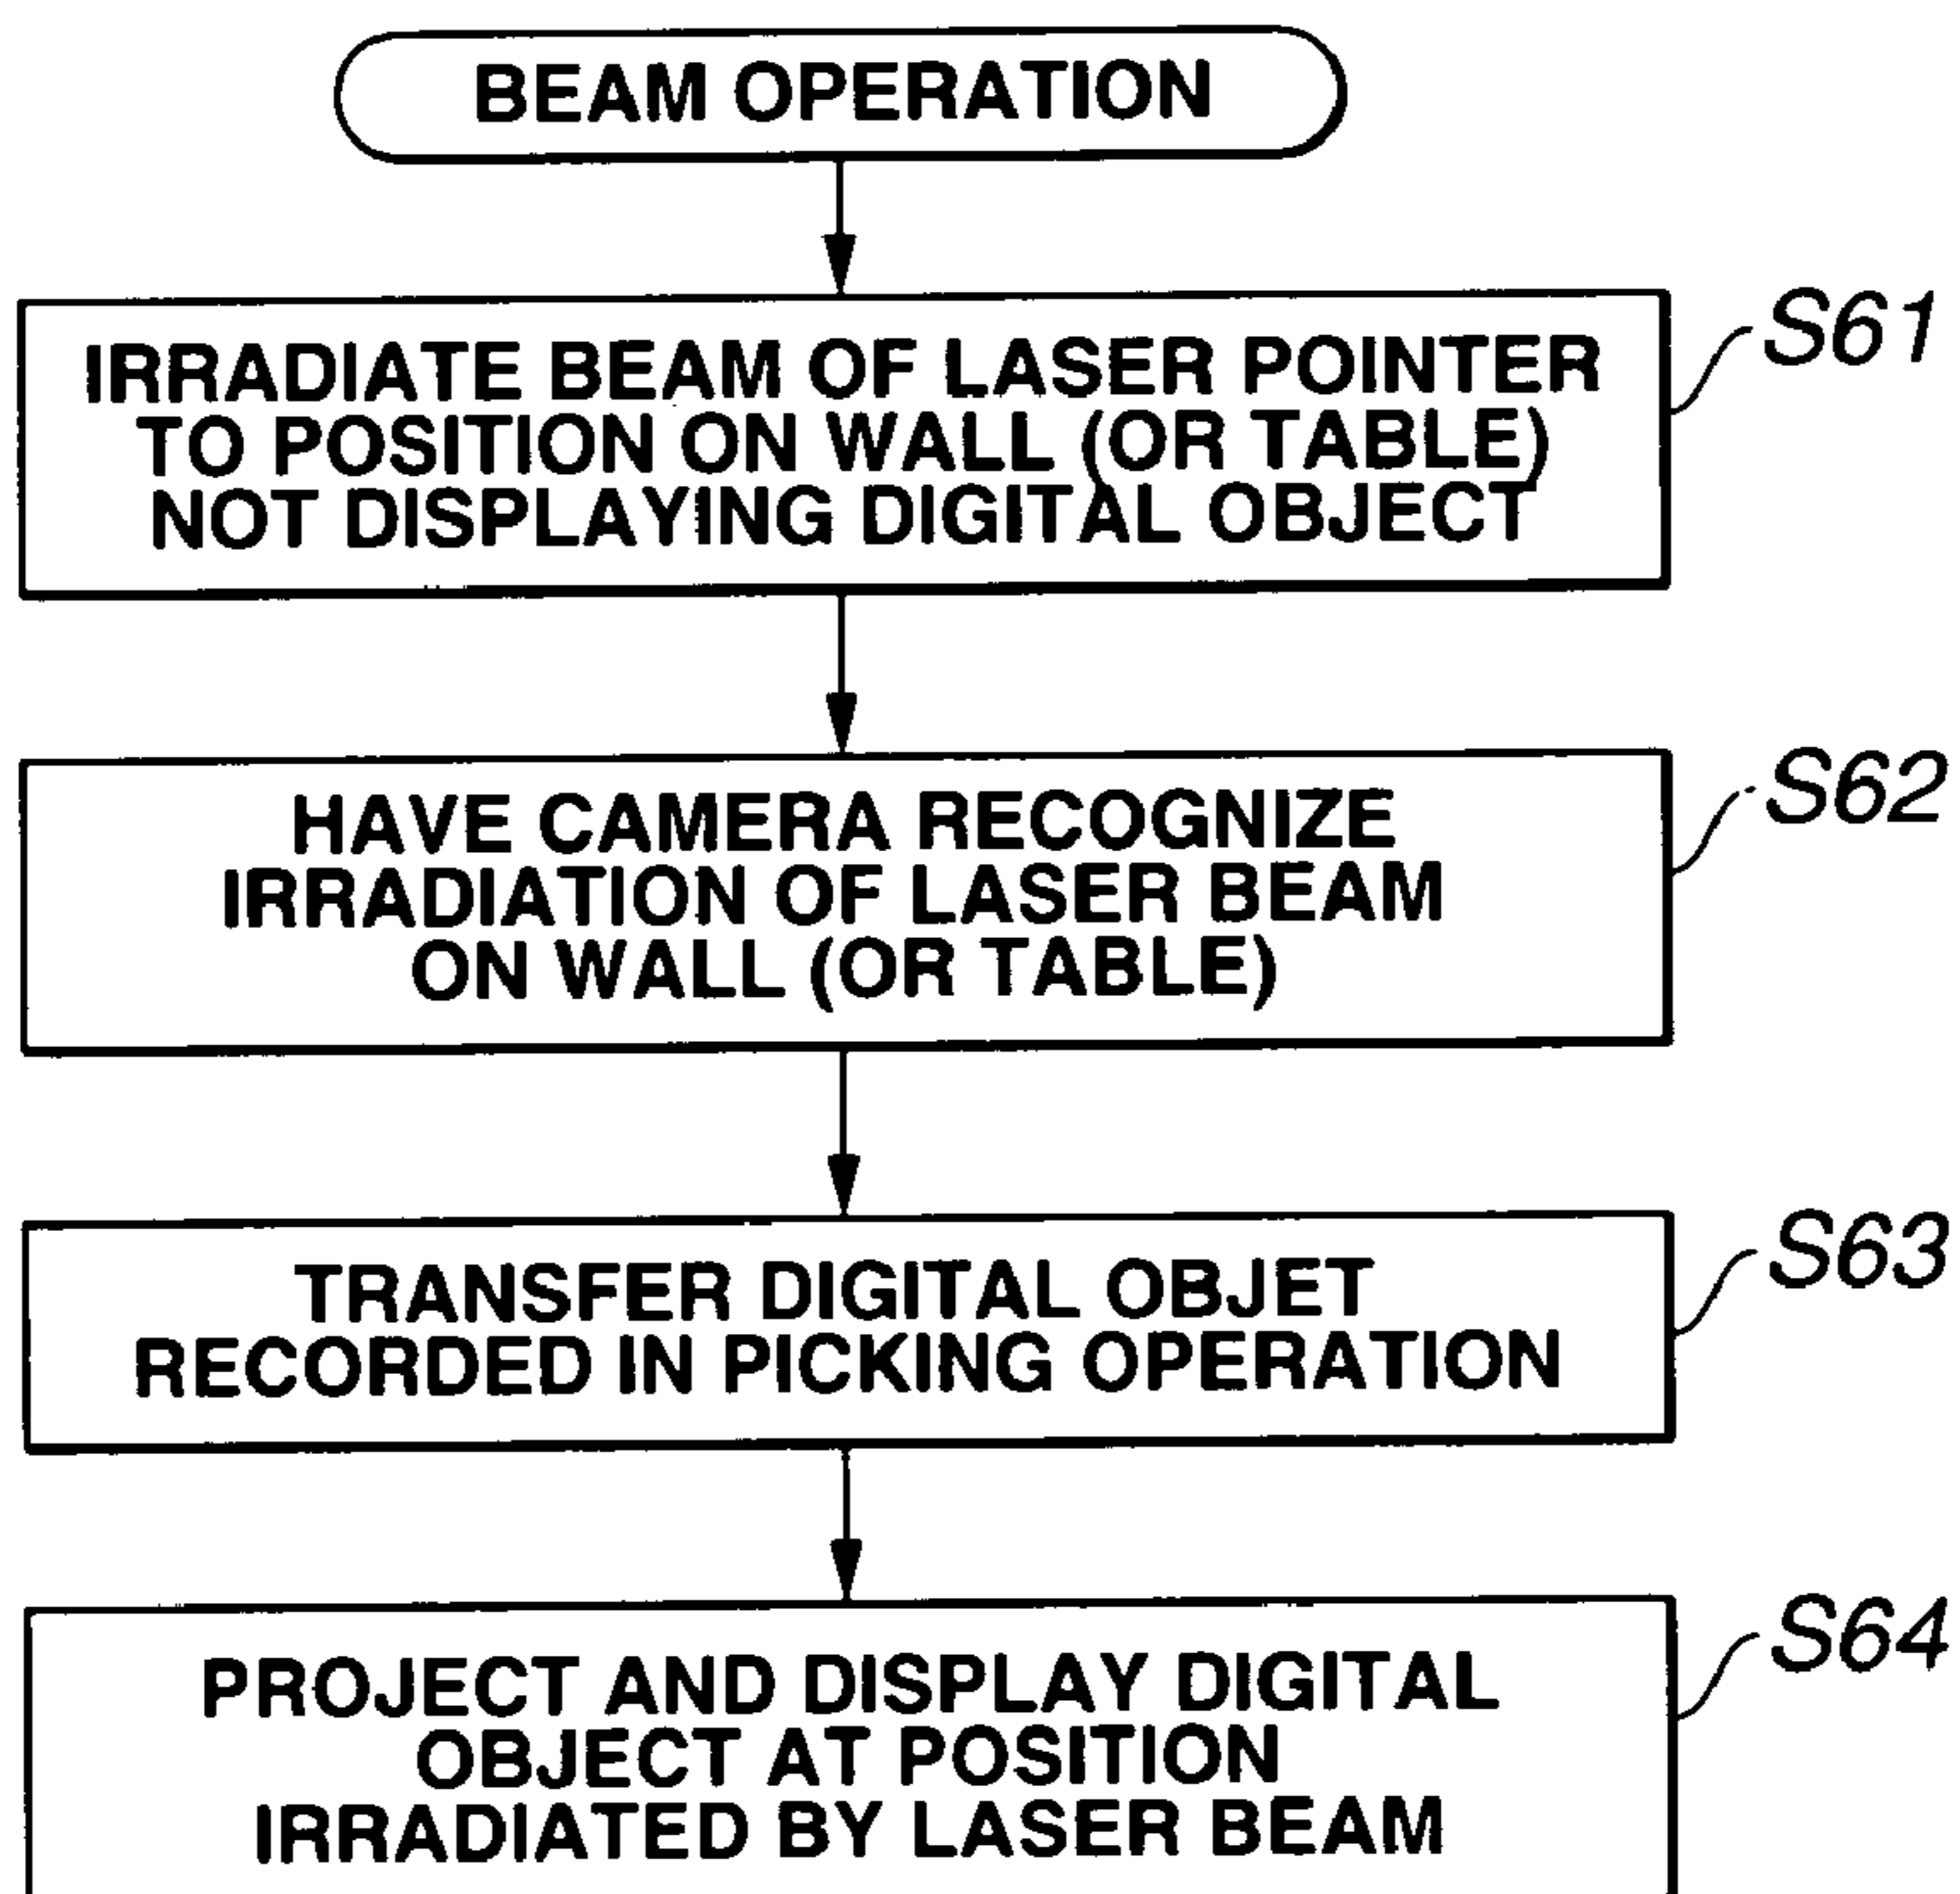 BEAM OPERATION
IRRADIATE BEAM OF LASER POINTER
TO POSITION ON WALL (OR TABLE)
NOT DISPLAYING DIGITAL OBJECT
S61
HAVE CAMERA RECOGNIZE
IRRADIATION OF LASER BEAM
ON WALL (OR TABLE)
S62
TRANSFER DIGITAL OBJET
RECORDED IN PICKING OPERATION
S63
PROJECT AND DISPLAY DIGITAL
OBJECT AT POSITION
IRRADIATED BY LASER BEAM
S64